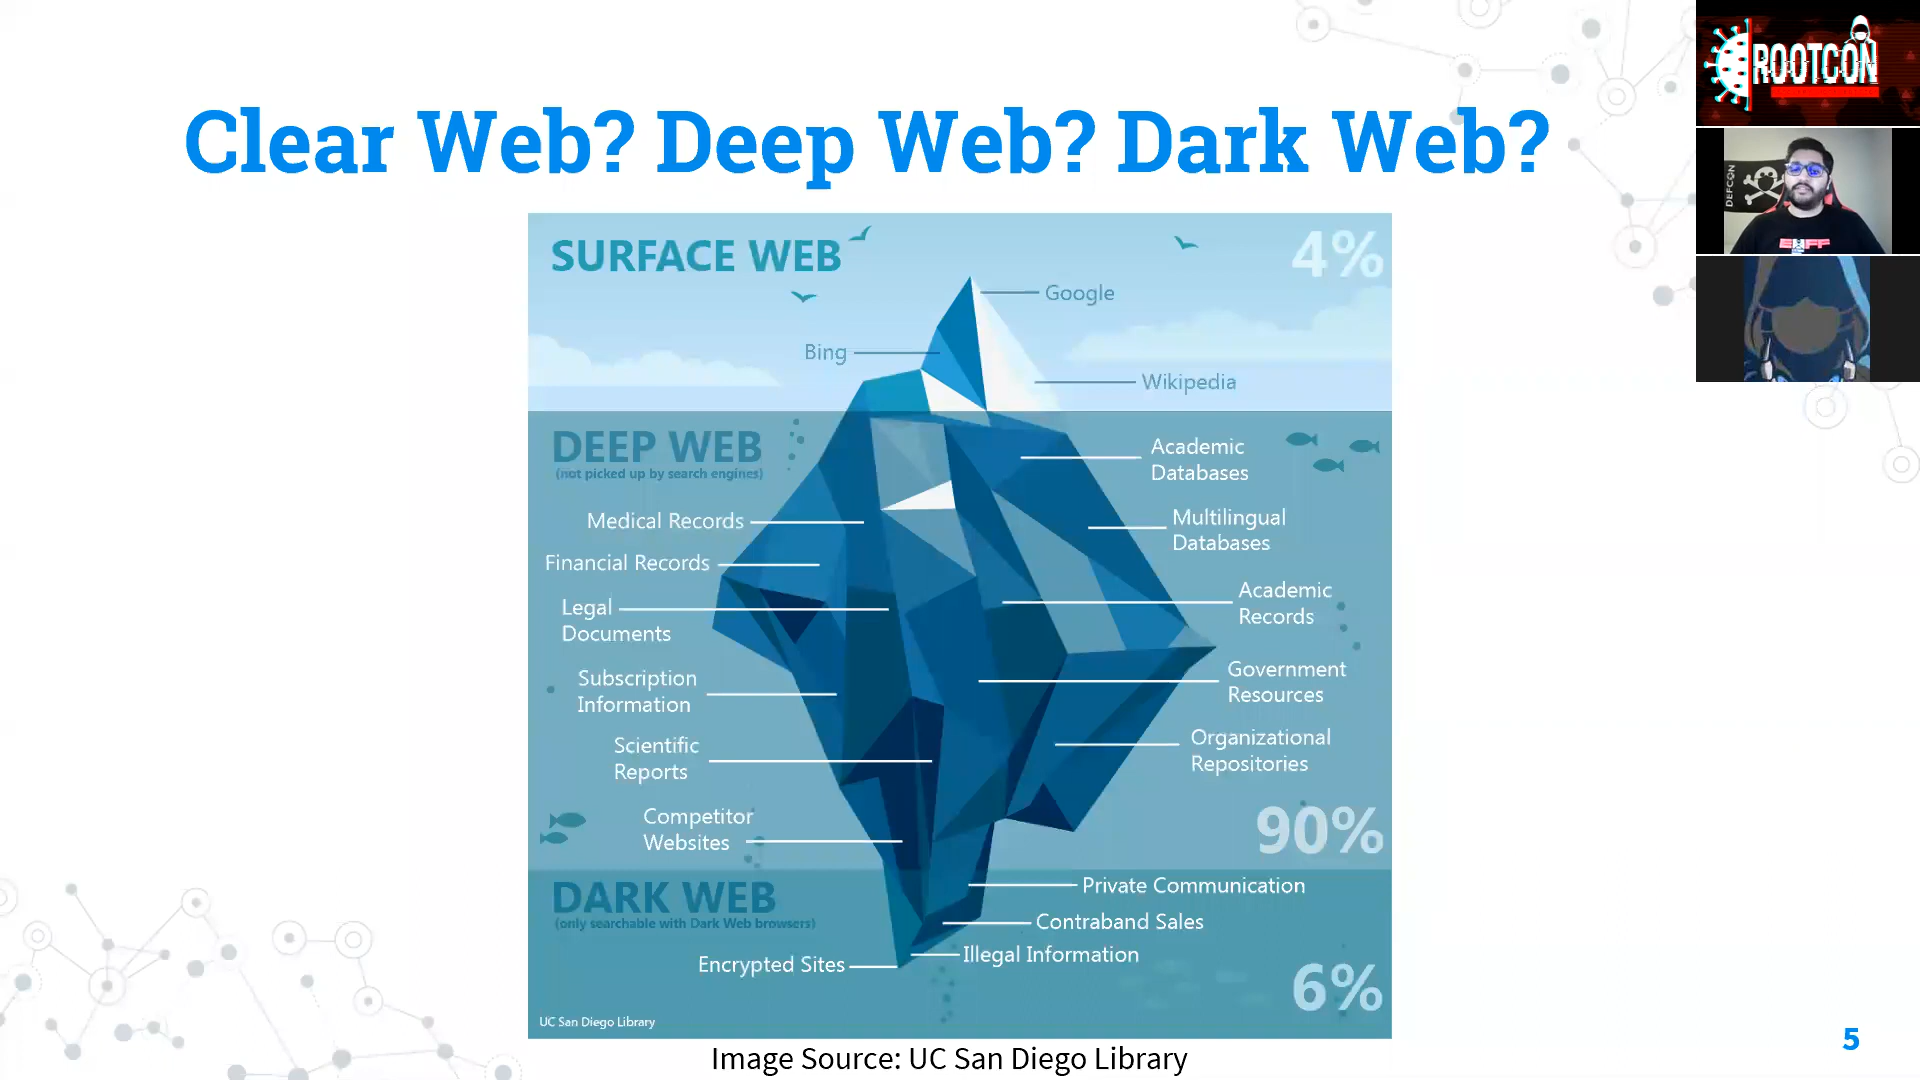 Clear Web? Deep Web? Dark Web?
SURFACE WEB
4%
Google
Bing
Wikipedia
DEEP WEB
(not picked up by search engines)
Academic
Databases
Medical Records
Multilingual
Databases
Financial Records
Academic
Records
Legal
Documents
Government
Resources
Subscription
Information
Organizational
Repositories
Scientific
Reports
Competitor
Websites
90%
DARK WEB
(only searchable with Dark Web browsers)
Private Communication
Contraband Sales
Illegal Information
Encrypted Sites
6%
UC San Diego Library
Image Source: UC San Diego Library
5
ROOTCON
DEFCON